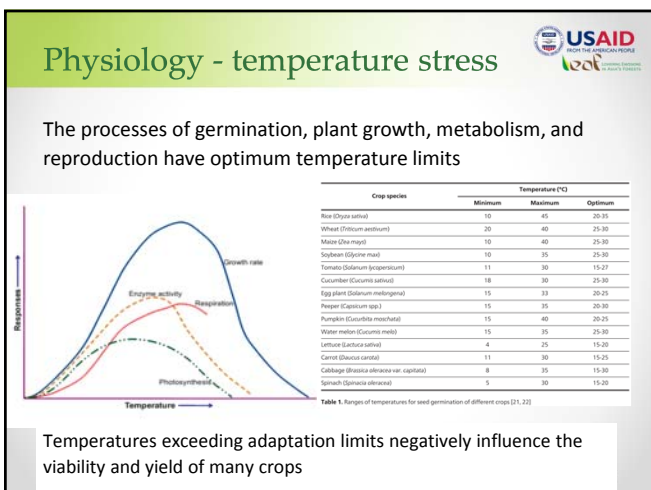 Physiology - temperature stress
USAID
FROM THE AMERICAN PEOPLE
leaf
The processes of germination, plant growth, metabolism, and
reproduction have optimum temperature limits
Responses
Growth rate
Enzyme activity
Respiration
Photosynthesis
Temperature
Crop species Temperature (°C)
Minimum Maximum Optimum
Rice (Oryza sativa) 10 45 20-35
Wheat (Triticum aestivum) 20 40 25-30
Maize (Zea mays) 10 40 25-30
Soybean (Glycine max) 10 35 25-30
Tomato (Solanum lycopersicum) 11 30 15-27
Cucumber (Cucumis sativus) 18 30 25-30
Egg plant (Solanum melongena) 15 33 20-25
Peeper (Capsicum spp.) 15 35 20-30
Pumpkin (Cucurbita moschata) 15 40 20-25
Water melon (Cucumis melo) 15 35 25-30
Lettuce (Lactuca sativa) 4 25 15-20
Carrot (Daucus carota) 11 30 15-25
Cabbage (Brassica oleracea var. capitata) 8 35 15-30
Spinach (Spinacia oleracea) 5 30 15-20
Table 1. Ranges of temperatures for seed germination of different crops [21, 22]
Temperatures exceeding adaptation limits negatively influence the
viability and yield of many crops